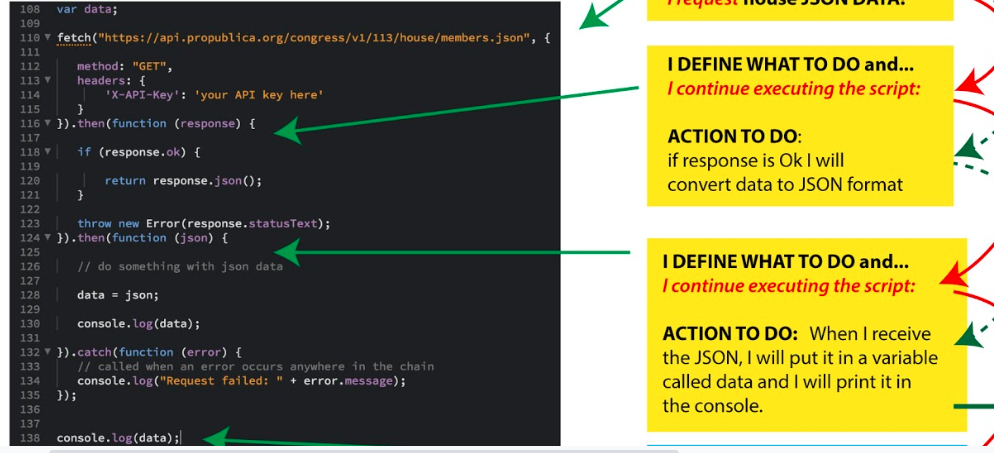 108 var data;
109
110 fetch("https://api.propublica.org/congress/v1/113/house/members.json", {
111
112 method: "GET",
113 headers: {
114 'X-API-Key': 'your API key here'
115 }
116 }).then(function (response) {
117
118 if (response.ok) {
119
120 return response.json();
121 }
122
123 throw new Error(response.statusText);
124 }).then(function (json) {
125
126 // do something with json data
127
128 data = json;
129
130 console.log(data);
131
132 }).catch(function (error) {
133 // called when an error occurs anywhere in the chain
134 console.log("Request failed: " + error.message);
135 });
136
137
138 console.log(data);
I request house JSON DATA.
I DEFINE WHAT TO DO and...
I continue executing the script:
ACTION TO DO:
if response is Ok I will
convert data to JSON format
I DEFINE WHAT TO DO and...
I continue executing the script:
ACTION TO DO: When I receive
the JSON, I will put it in a variable
called data and I will print it in
the console.